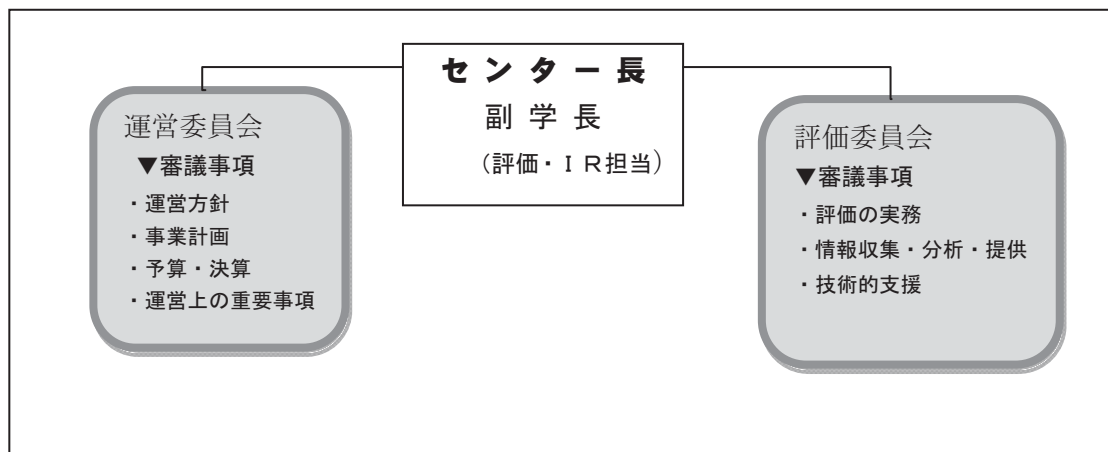 センター長
副学長
(評価・ＩＲ担当)
運営委員会
▼審議事項
・運営方針
・事業計画
・予算・決算
・運営上の重要事項
評価委員会
▼審議事項
・評価の実務
・情報収集・分析・提供
・技術的支援